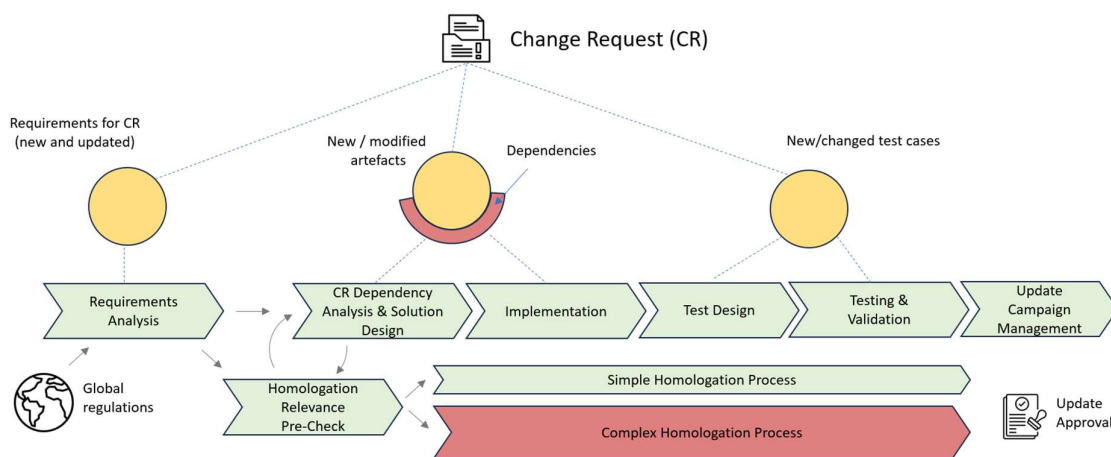 Change Request (CR)
Requirements for CR
(new and updated)
New / modified
artefacts
Dependencies
New/changed test cases
Requirements
Analysis
CR Dependency
Analysis & Solution
Design
Implementation
Test Design
Testing &
Validation
Update
Campaign
Management
Global
regulations
Homologation
Relevance
Pre-Check
Simple Homologation Process
Complex Homologation Process
Update
Approval